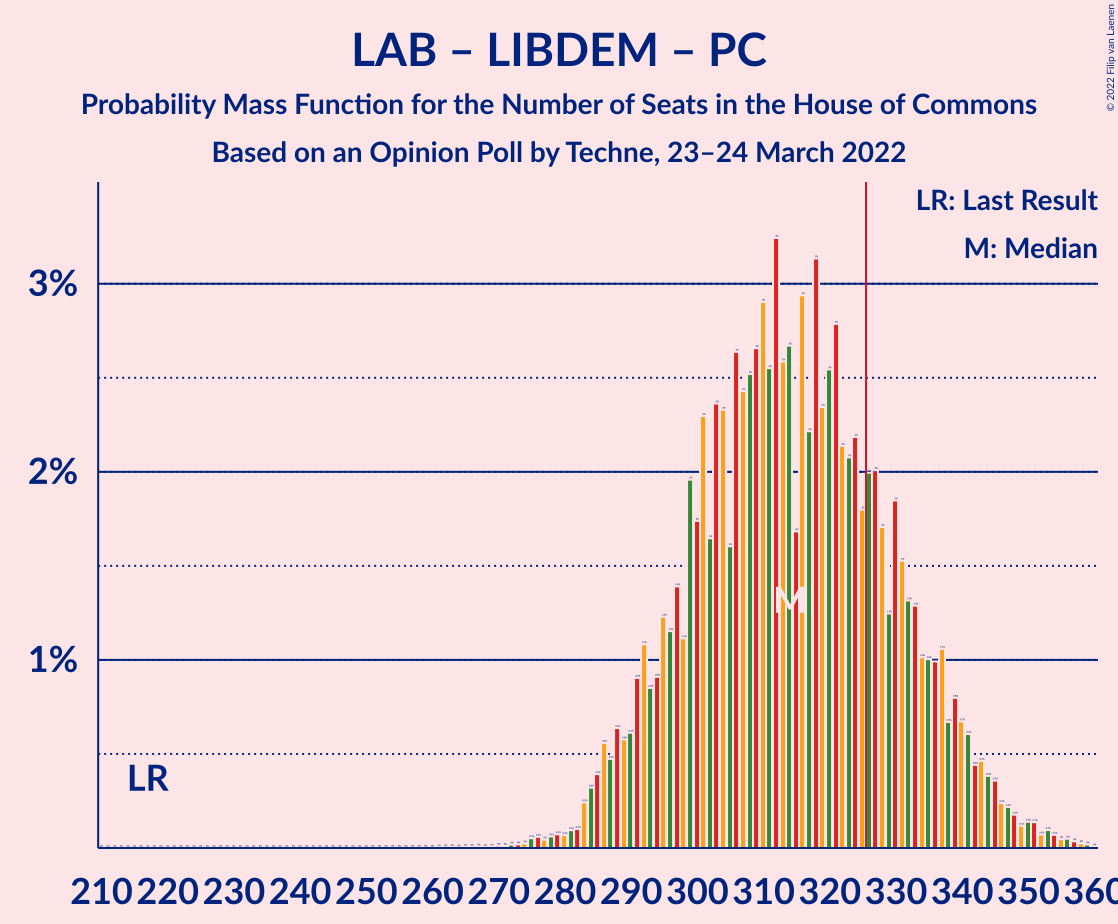 LAB – LIBDEM – PC
Probability Mass Function for the Number of Seats in the House of Commons
Based on an Opinion Poll by Techne, 23–24 March 2022
© 2022 Filip van Laenen
LR: Last Result
M: Median
3%
2%
1%
M
LR
210 220 230 240 250 260 270 280 290 300 310 320 330 340 350 360